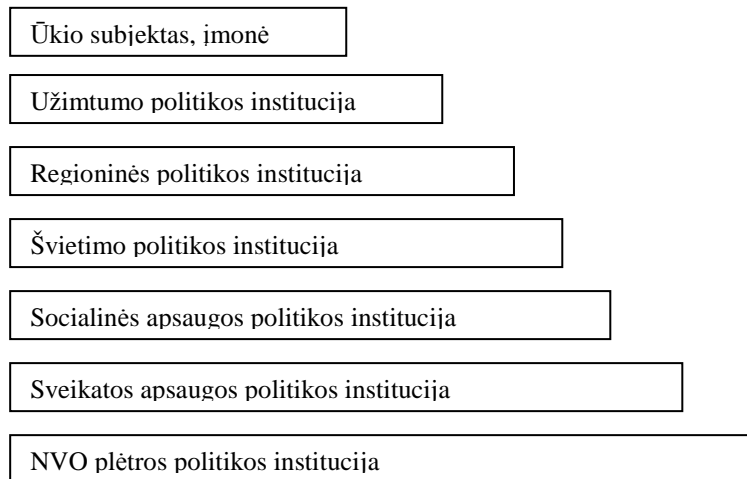 Ūkio subjektas, įmonė
Užimtumo politikos institucija
Regioninės politikos institucija
Švietimo politikos institucija
Socialinės apsaugos politikos institucija
Sveikatos apsaugos politikos institucija
NVO plėtros politikos institucija